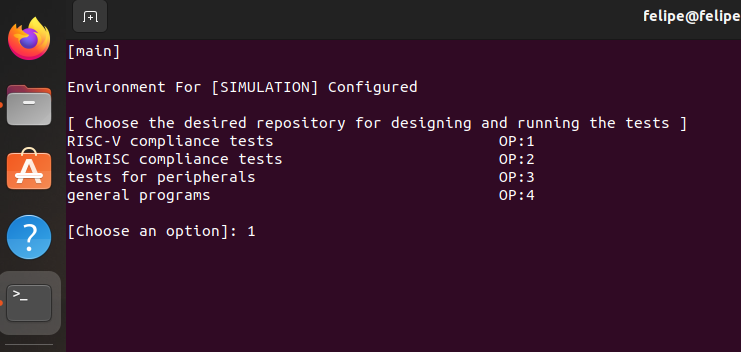 felipe@felipe
[main]
Environment For [SIMULATION] Configured
[ Choose the desired repository for designing and running the tests ]
RISC-V compliance tests OP:1
lowRISC compliance tests OP:2
tests for peripherals OP:3
general programs OP:4
[Choose an option]: 1